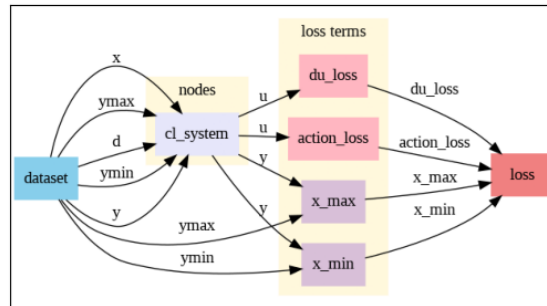 loss terms
nodes
x
ymax
d
ymin
y
dataset
cl_system
u
u
y
y
ymax
ymin
du_loss
action_loss
x_max
x_min
du_loss
action_loss
x_max
x_min
loss